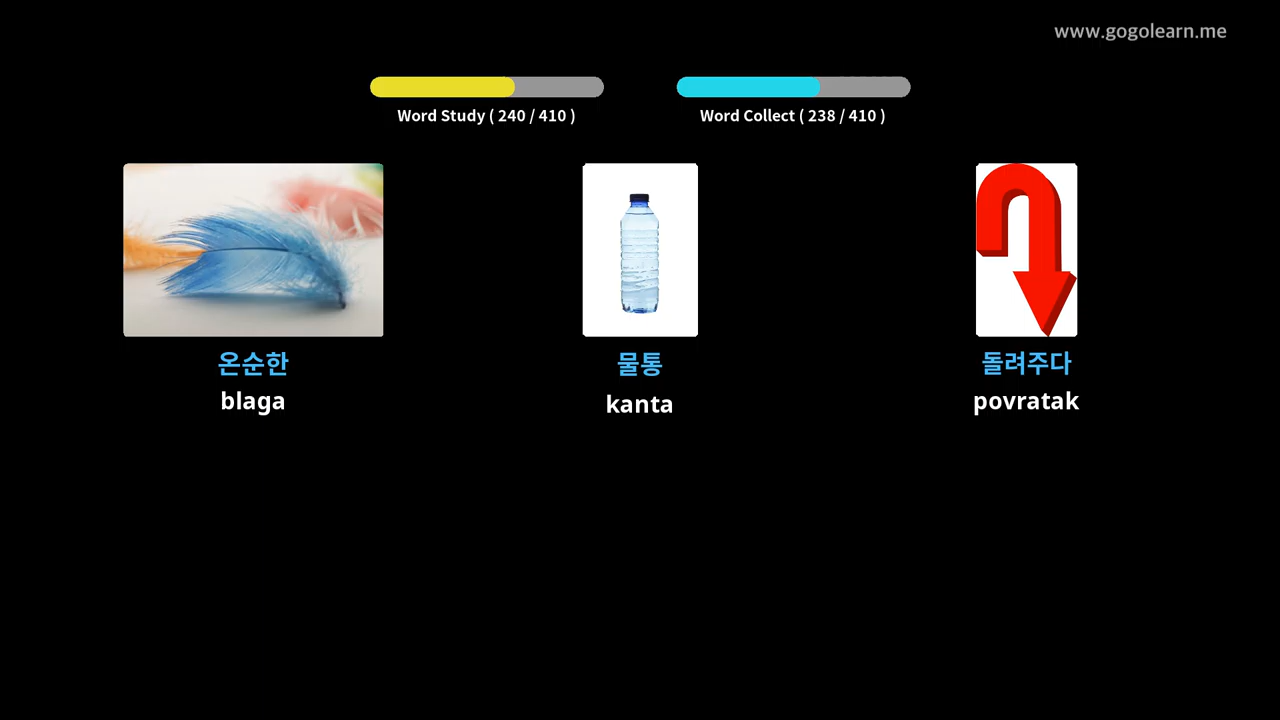 www.gogolearn.me
Word Study ( 240 / 410 )
Word Collect ( 238 / 410 )
온순한
blaga
물통
kanta
돌려주다
povratak